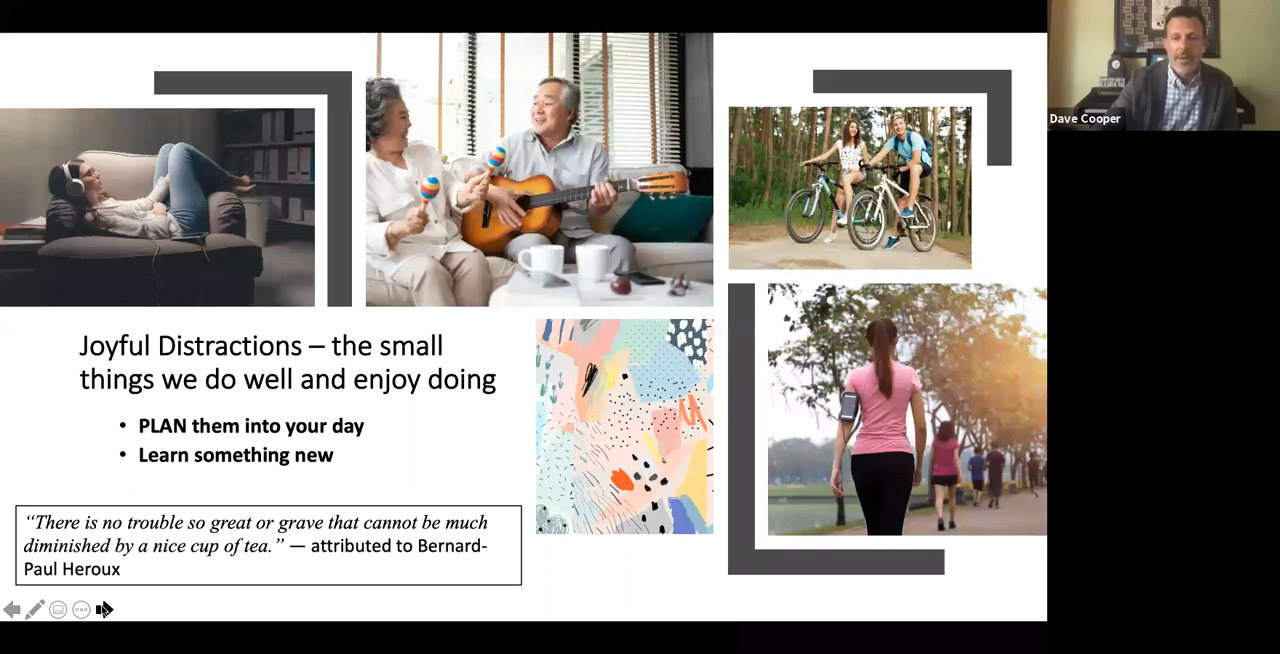 Dave Cooper
Joyful Distractions – the small
things we do well and enjoy doing
• PLAN them into your day
• Learn something new
“There is no trouble so great or grave that cannot be much
diminished by a nice cup of tea.” — attributed to Bernard-
Paul Heroux